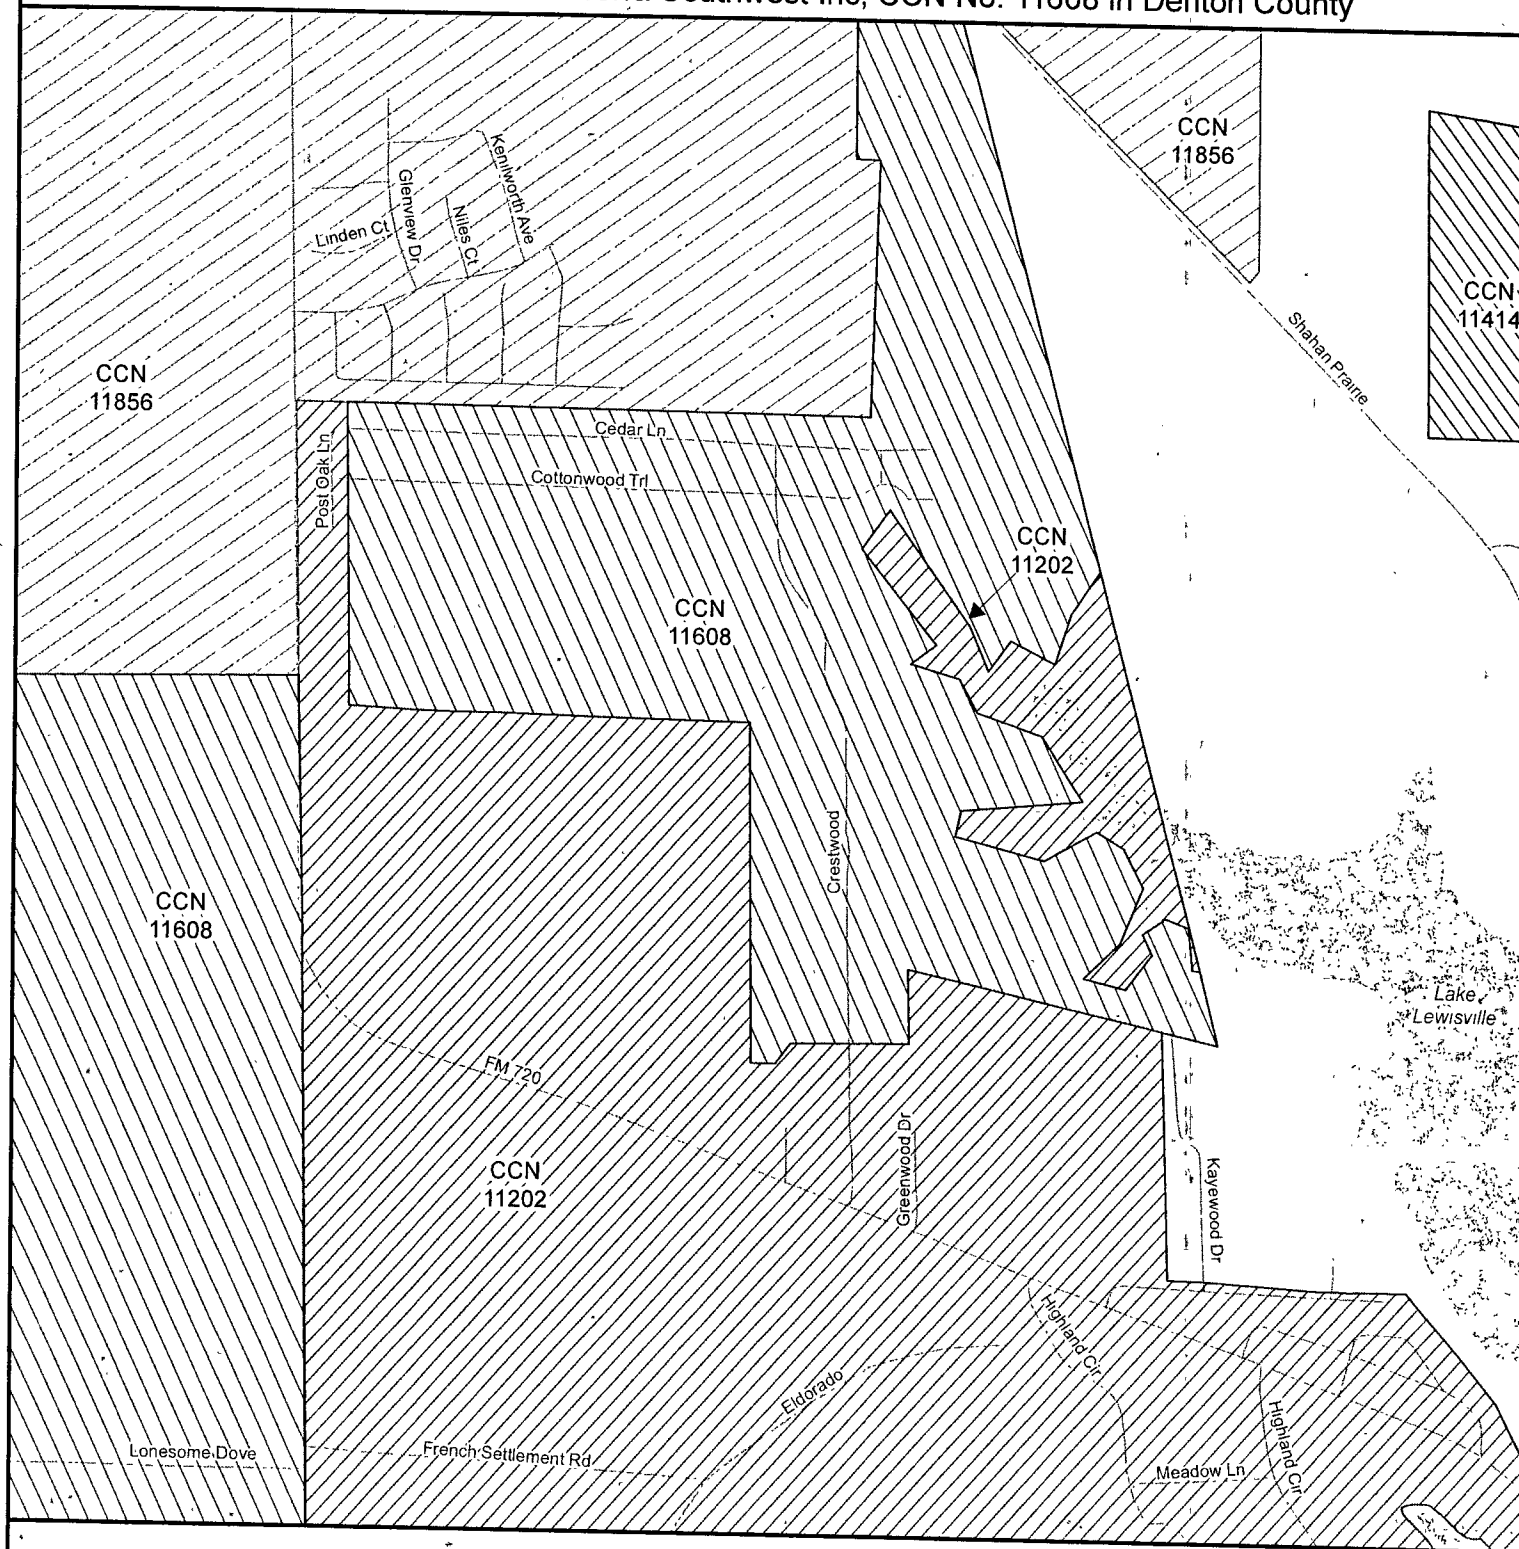 Southwest Inc, CCN No. 11608 in Denton County
CCN
11856
CCN
11414
Kenilworth Ave
Glenview Dr
Niles Ct
Linden Ct
Shahan Prairie
CCN
11856
Cedar Ln
Post Oak Ln
Cottonwood Trl
CCN
11202
CCN
11608
Crestwood
CCN
11608
Lake
Lewisville
FM 720
CCN
11202
Greenwood Dr
Kayewood Dr
Highland Cir
Eldorado
Highland Cir
Lonesome Dove
French Settlement Rd
Meadow Ln